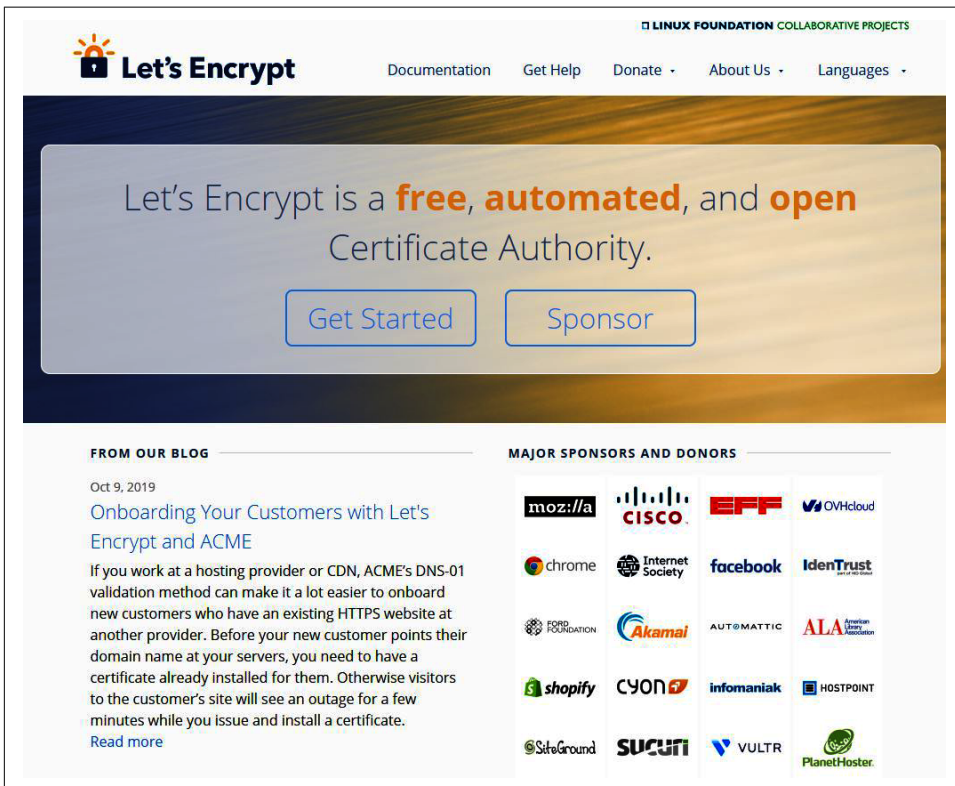 LINUX FOUNDATION COLLABORATIVE PROJECTS
Let's Encrypt
Documentation Get Help Donate About Us Languages
Let's Encrypt is a free, automated, and open
Certificate Authority.
Get Started Sponsor
FROM OUR BLOG
Oct 9, 2019
Onboarding Your Customers with Let's
Encrypt and ACME
If you work at a hosting provider or CDN, ACME's DNS-01
validation method can make it a lot easier to onboard
new customers who have an existing HTTPS website at
another provider. Before your new customer points their
domain name at your servers, you need to have a
certificate already installed for them. Otherwise visitors
to the customer's site will see an outage for a few
minutes while you issue and install a certificate.
Read more
MAJOR SPONSORS AND DONORS
moz://a CISCO EFF OVHcloud
chrome Internet Society facebook IdenTrust
part of HID Global
FORD FOUNDATION Akamai AUTOMATTIC ALA American Library Association
shopify CYON infomaniak HOSTPOINT
SiteGround SUCURI VULTR PlanetHoster